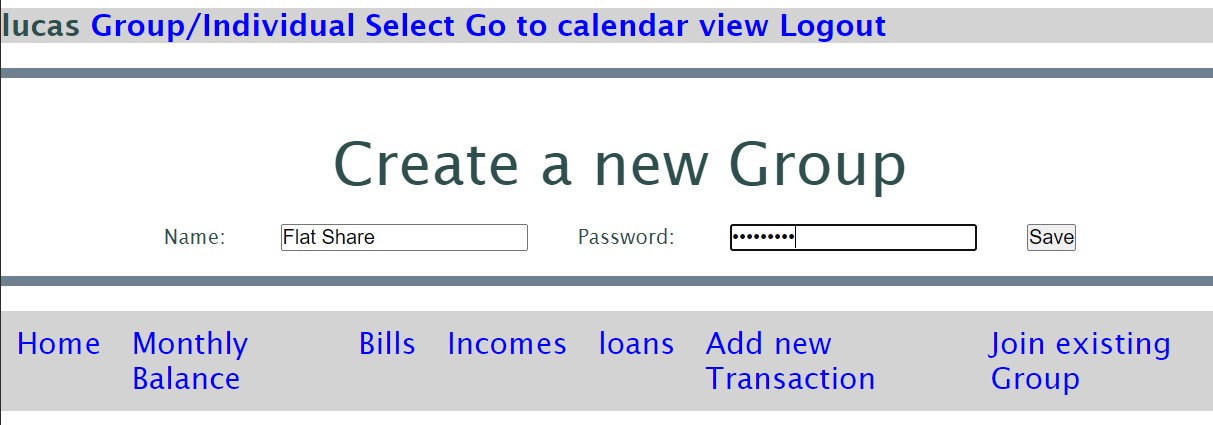 lucas Group/Individual Select Go to calendar view Logout
Create a new Group
Name: Flat Share Password: ••••••••• Save
Home Monthly Balance Bills Incomes loans Add new Transaction Join existing Group